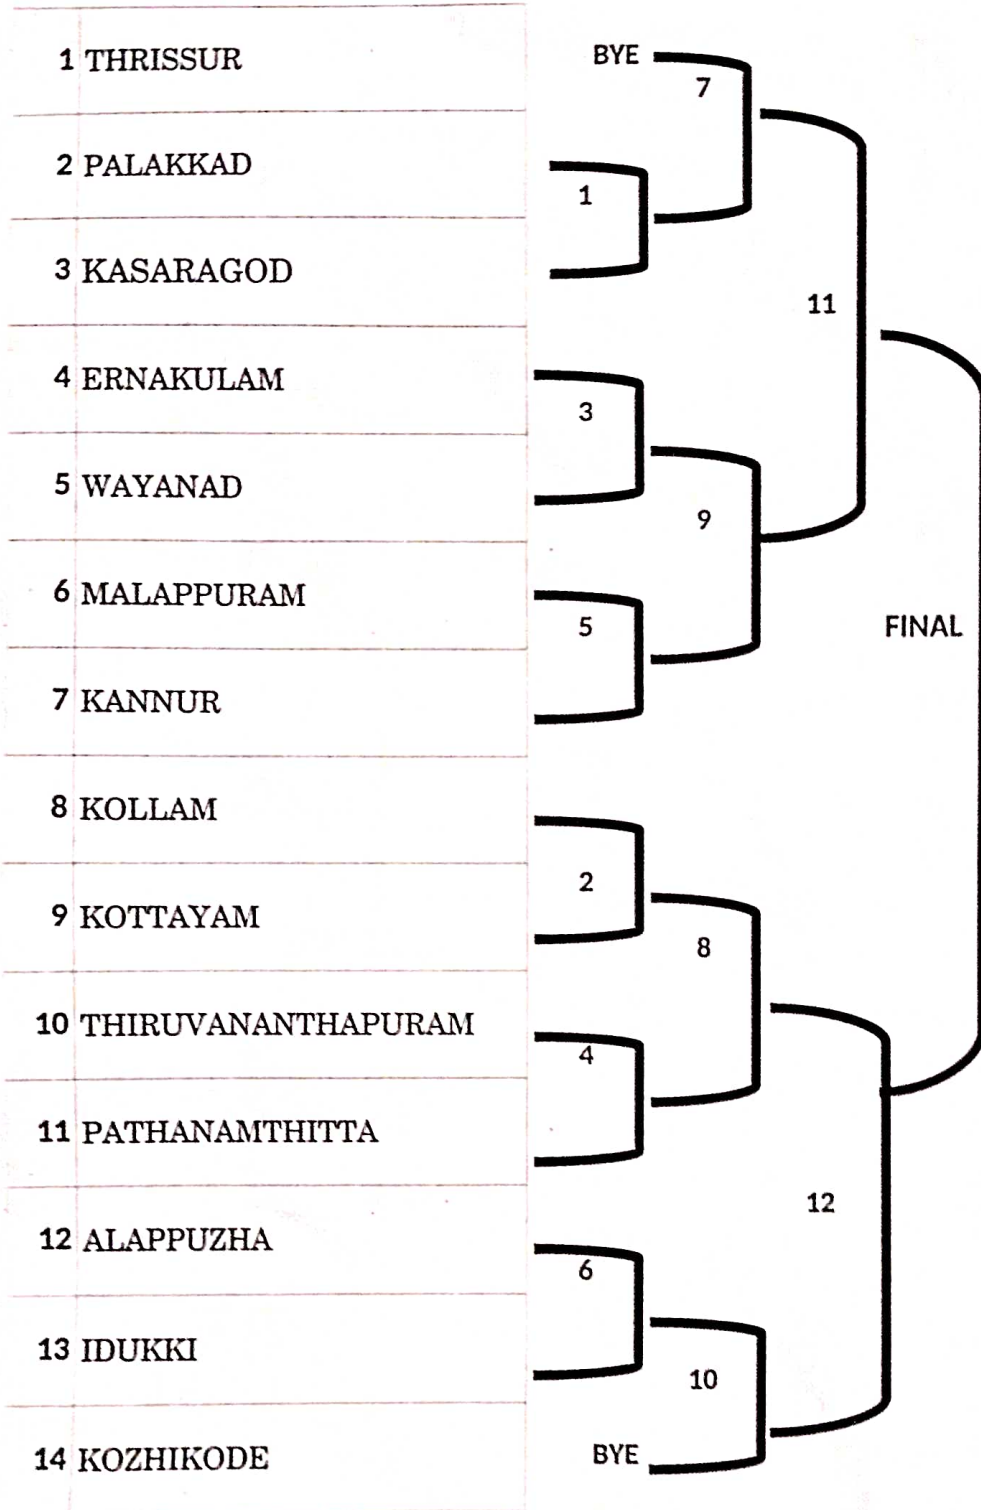 1 THRISSUR BYE
7
2 PALAKKAD
1
3 KASARAGOD
11
4 ERNAKULAM
3
5 WAYANAD
9
6 MALAPPURAM
5 FINAL
7 KANNUR
8 KOLLAM
2
9 KOTTAYAM
8
10 THIRUVANANTHAPURAM
4
11 PATHANAMTHITTA
12
12 ALAPPUZHA
6
13 IDUKKI
10
14 KOZHIKODE BYE